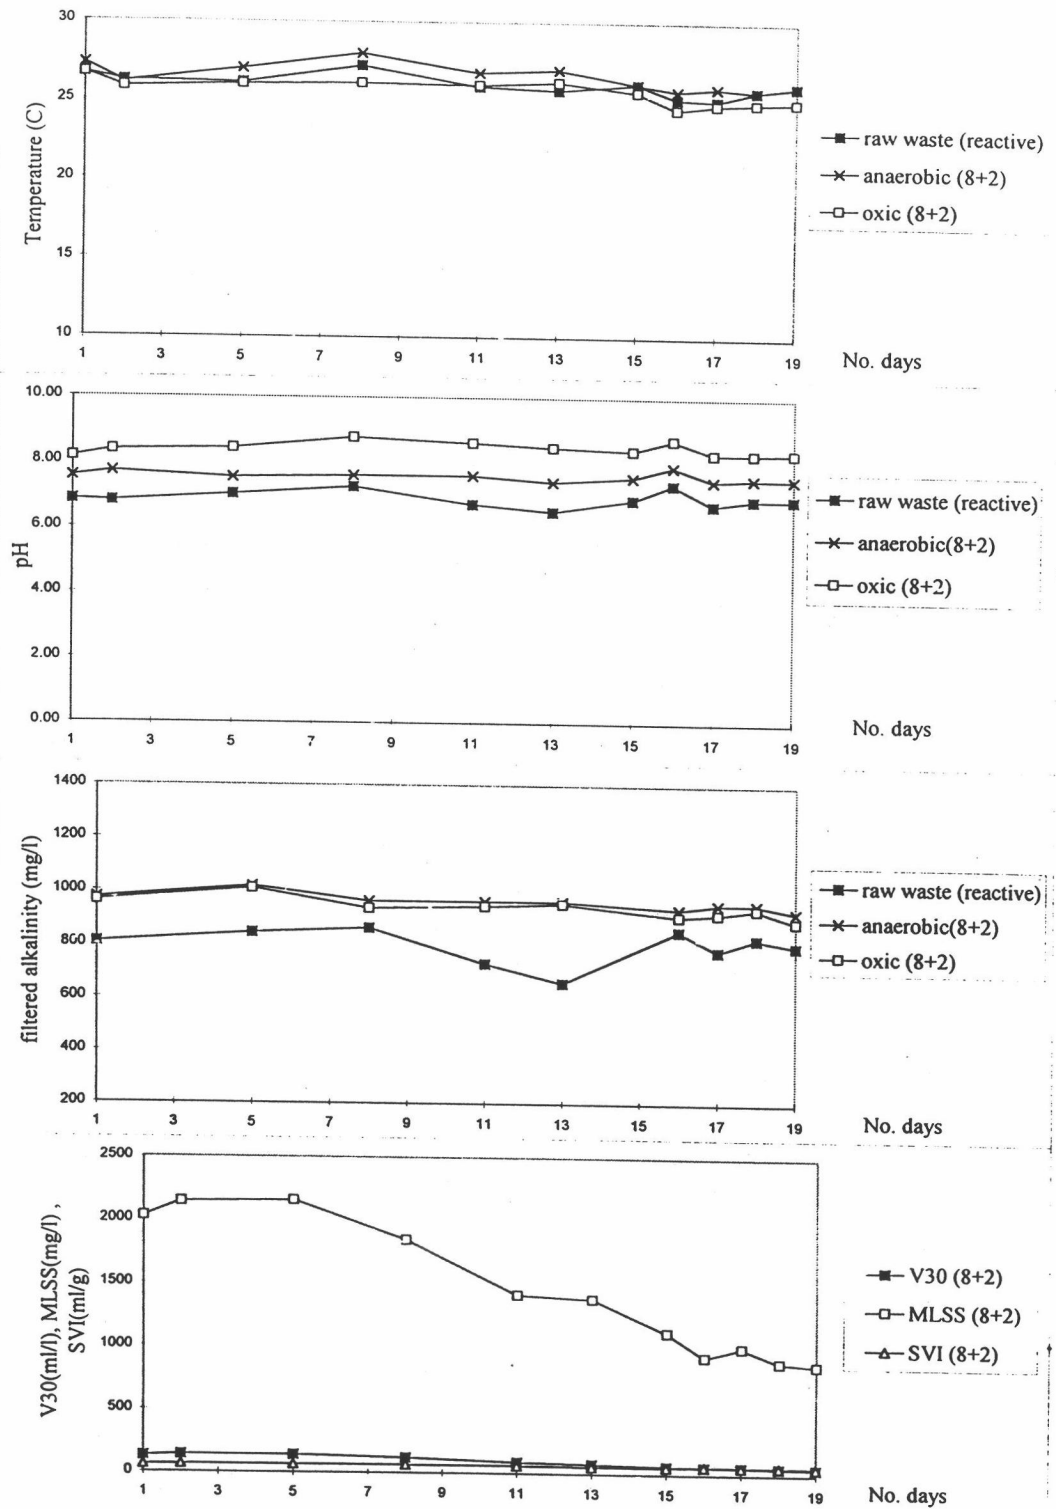 30
25
20
15
10
Temperature (C)
1 3 5 7 9 11 13 15 17 19
No. days
raw waste (reactive)
anaerobic (8+2)
oxic (8+2)
10.00
8.00
6.00
4.00
2.00
0.00
pH
1 3 5 7 9 11 13 15 17 19
No. days
raw waste (reactive)
anaerobic(8+2)
oxic (8+2)
1400
1200
1000
800
600
400
200
filtered alkalinity (mg/l)
1 3 5 7 9 11 13 15 17 19
No. days
raw waste (reactive)
anaerobic(8+2)
oxic (8+2)
2500
2000
1500
1000
500
0
V30(ml/l), MLSS(mg/l) ,
SVI(ml/g)
1 3 5 7 9 11 13 15 17 19
No. days
V30 (8+2)
MLSS (8+2)
SVI (8+2)